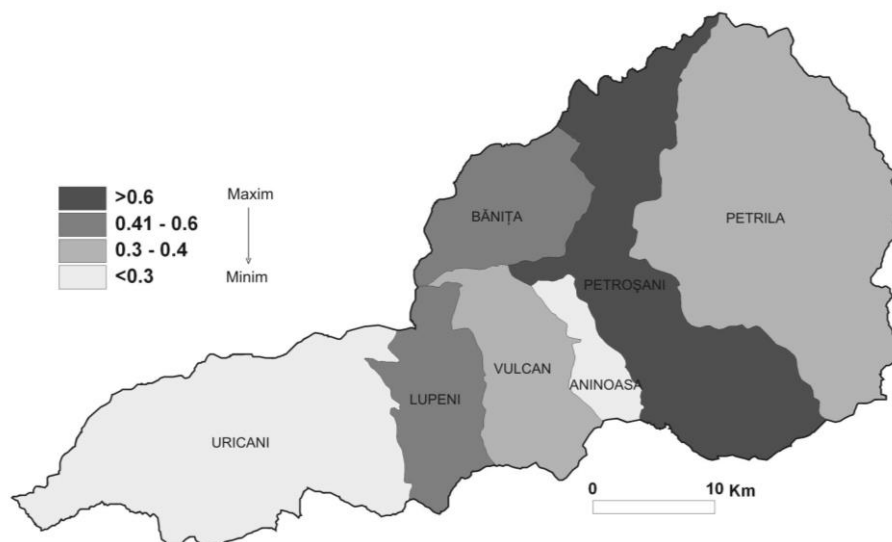 >0.6
Maxim
0.41 - 0.6
0.3 - 0.4
<0.3
Minim
BĂNIȚA
PETRILA
PETROŞANI
VULCAN
ANINOASA
LUPENI
URICANI
0 10 Km